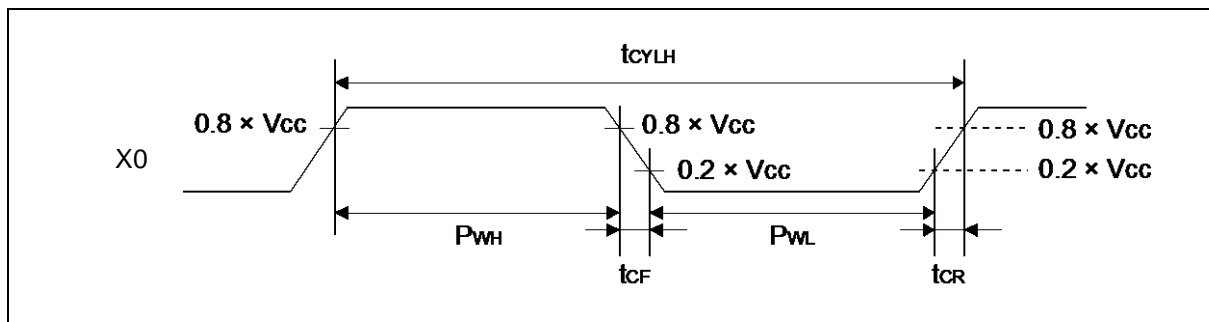 tCYLH
0.8 × VCC
0.8 × VCC
0.8 × VCC
X0
0.2 × VCC
0.2 × VCC
PWH
PWL
tCF
tCR